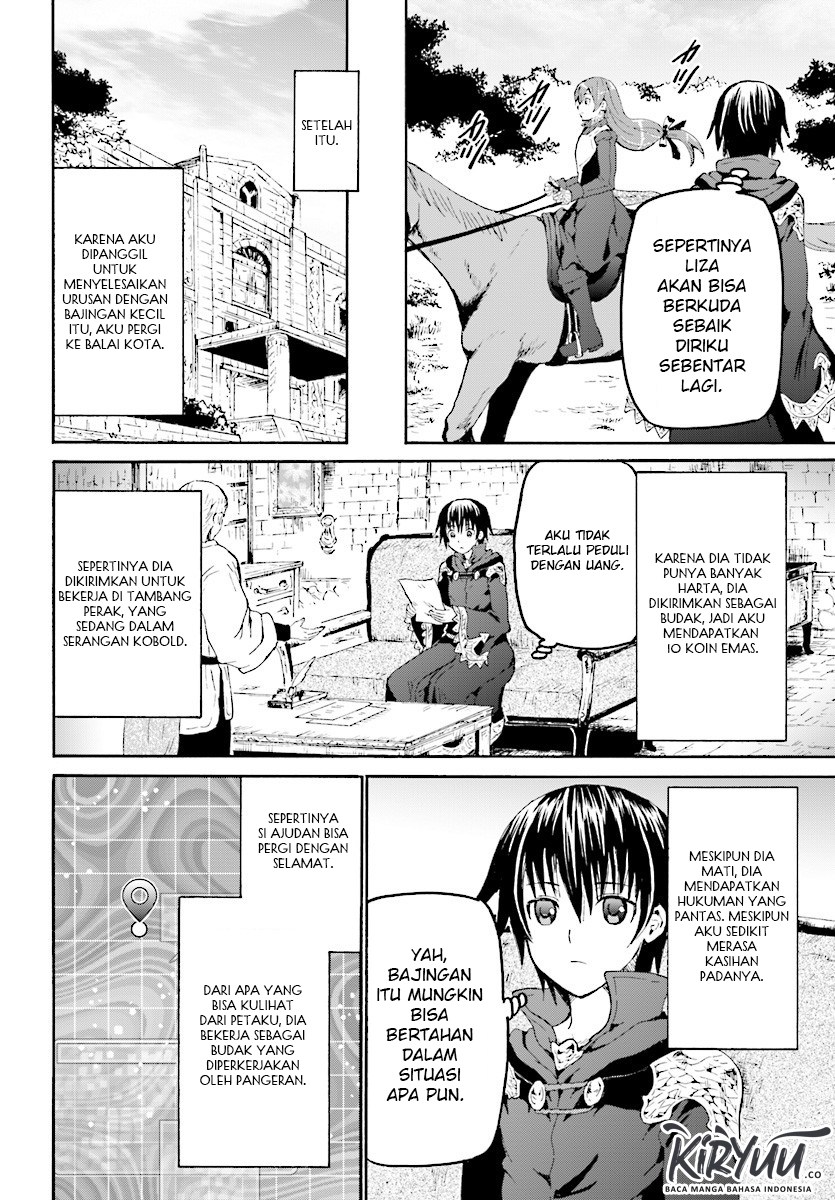 SEPERTINYA
LIZA
AKAN BISA
BERKUDA
SEBAIK
DIRIKU
SEBENTAR
LAGI.
SETELAH
ITU.
KARENA AKU
DIPANGGIL
UNTUK
MENYELESAIKAN
URUSAN DENGAN
BAJINGAN KECIL
ITU, AKU PERGI
KE BALAI KOTA.
KARENA DIA TIDAK
PUNYA BANYAK
HARTA, DIA
DIKIRIMKAN SEBAGAI
BUDAK, JADI AKU
MENDAPATKAN
10 KOIN EMAS.
AKU TIDAK
TERLALU PEDULI
DENGAN UANG.
SEPERTINYA DIA
DIKIRIMKAN UNTUK
BEKERJA DI TAMBANG
PERAK, YANG
SEDANG DALAM
SERANGAN KOBOLD.
MESKIPUN DIA
MATI, DIA
MENDAPATKAN
HUKUMAN YANG
PANTAS. MESKIPUN
AKU SEDIKIT
MERASA
KASIHAN
PADANYA.
YAH,
BAJINGAN
ITU MUNGKIN
BISA
BERTAHAN
DALAM
SITUASI
APA PUN.
SEPERTINYA
SI AJUDAN BISA
PERGI DENGAN
SELAMAT.
DARI APA YANG
BISA KULIHAT
DARI PETAKU, DIA
BEKERJA SEBAGAI
BUDAK YANG
DIPERKERJAKAN
OLEH PANGERAN.
KIRYUU.CO
BACA MANGA BAHASA INDONESIA